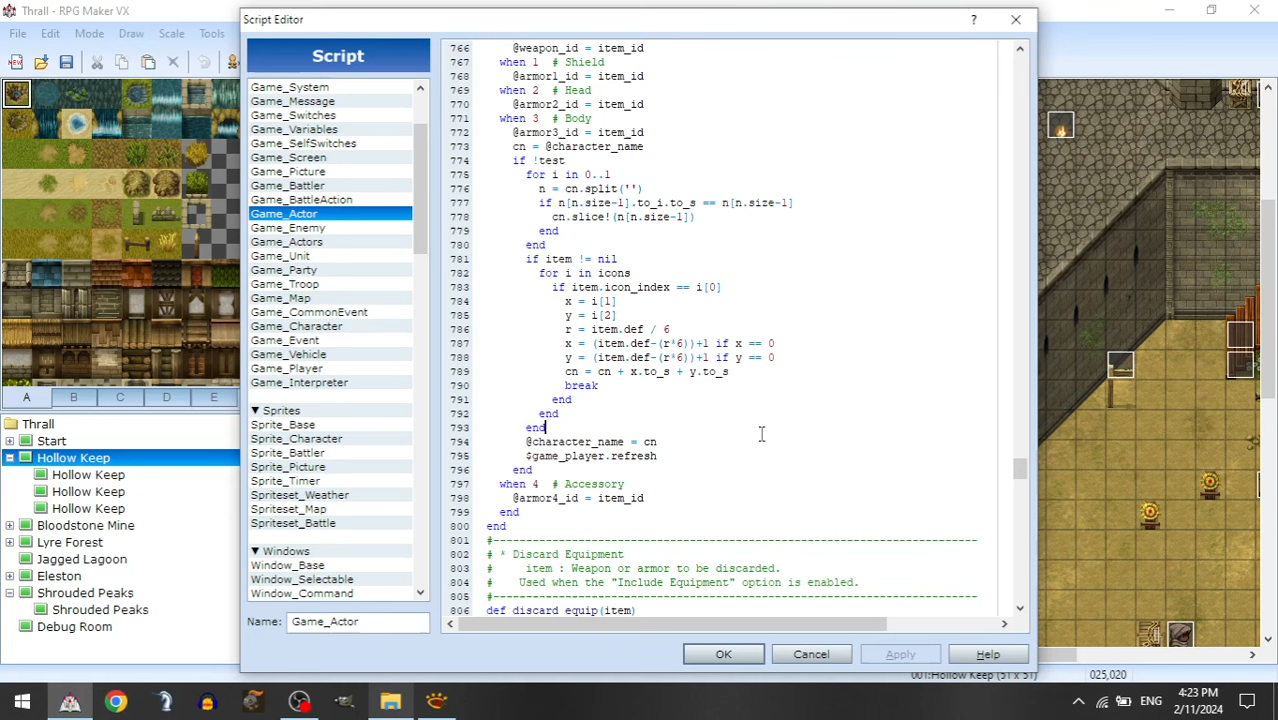 Thrall - RPG Maker VX
File Edit Mode Draw Scale Tools
Script Editor
?
Script
Game_System
Game_Message
Game_Switches
Game_Variables
Game_SelfSwitches
Game_Screen
Game_Picture
Game_Battler
Game_BattleAction
Game_Actor
Game_Enemy
Game_Actors
Game_Unit
Game_Party
Game_Troop
Game_Map
Game_CommonEvent
Game_Character
Game_Event
Game_Vehicle
Game_Player
Game_Interpreter
▼ Sprites
Sprite_Base
Sprite_Character
Sprite_Battler
Sprite_Picture
Sprite_Timer
Spriteset_Weather
Spriteset_Map
Spriteset_Battle
▼ Windows
Window_Base
Window_Selectable
Window_Command
Name: Game_Actor
766 @weapon_id = item_id
767 when 1 # Shield
768 @armor1_id = item_id
769 when 2 # Head
770 @armor2_id = item_id
771 when 3 # Body
772 @armor3_id = item_id
773 cn = @character_name
774 if !test
775 for i in 0..1
776 n = cn.split('')
777 if n[n.size-1].to_i.to_s == n[n.size-1]
778 cn.slice!(n[n.size-1])
779 end
780 end
781 if item != nil
782 for i in icons
783 if item.icon_index == i[0]
784 x = i[1]
785 y = i[2]
786 r = item.def / 6
787 x = (item.def-(r*6))+1 if x == 0
788 y = (item.def-(r*6))+1 if y == 0
789 cn = cn + x.to_s + y.to_s
790 break
791 end
792 end
793 end
794 @character_name = cn
795 $game_player.refresh
796 end
797 when 4 # Accessory
798 @armor4_id = item_id
799 end
800 end
801 #--------------------------------------------------------------------------
802 # * Discard Equipment
803 # item : Weapon or armor to be discarded.
804 # Used when the "Include Equipment" option is enabled.
805 #--------------------------------------------------------------------------
806 def discard_equip(item)
OK Cancel Apply Help
A B C D E
Thrall
Start
Hollow Keep
Hollow Keep
Hollow Keep
Hollow Keep
Bloodstone Mine
Lyre Forest
Jagged Lagoon
Eleston
Shrouded Peaks
Shrouded Peaks
Debug Room
001:Hollow Keep (51 x 51) 025,020
ENG
4:23 PM
2/11/2024